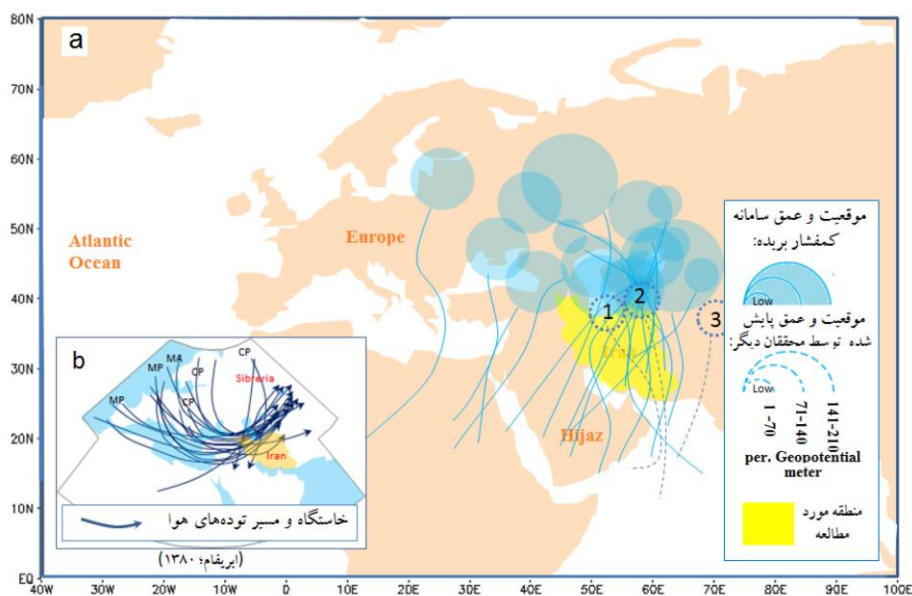 80N
a
70N
60N
50N
40N
30N
20N
10N
EQ
40W
30W
20W
10W
0
10E
20E
30E
40E
50E
60E
70E
80E
90E
100E
Atlantic
Ocean
Europe
Hijaz
Iran
1
2
3
موقعیت و عمق سامانه
کمفشار بریده:
Low
موقعیت و عمق پایش
شده توسط محققان دیگر:
Low
1 -70
71-140
141-210
per. Geopotential
meter
منطقه مورد
مطالعه
b
MP
MP
MA
CP
CP
CP
Sibreria
Iran
خاستگاه و مسیر توده‌های هوا
(ابریفام؛ ۱۳۸۰)